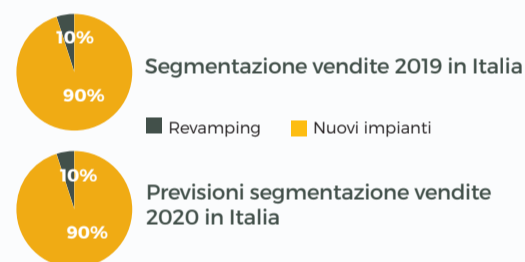 10%
90%
Segmentazione vendite 2019 in Italia
Revamping
Nuovi impianti
10%
90%
Previsioni segmentazione vendite
2020 in Italia